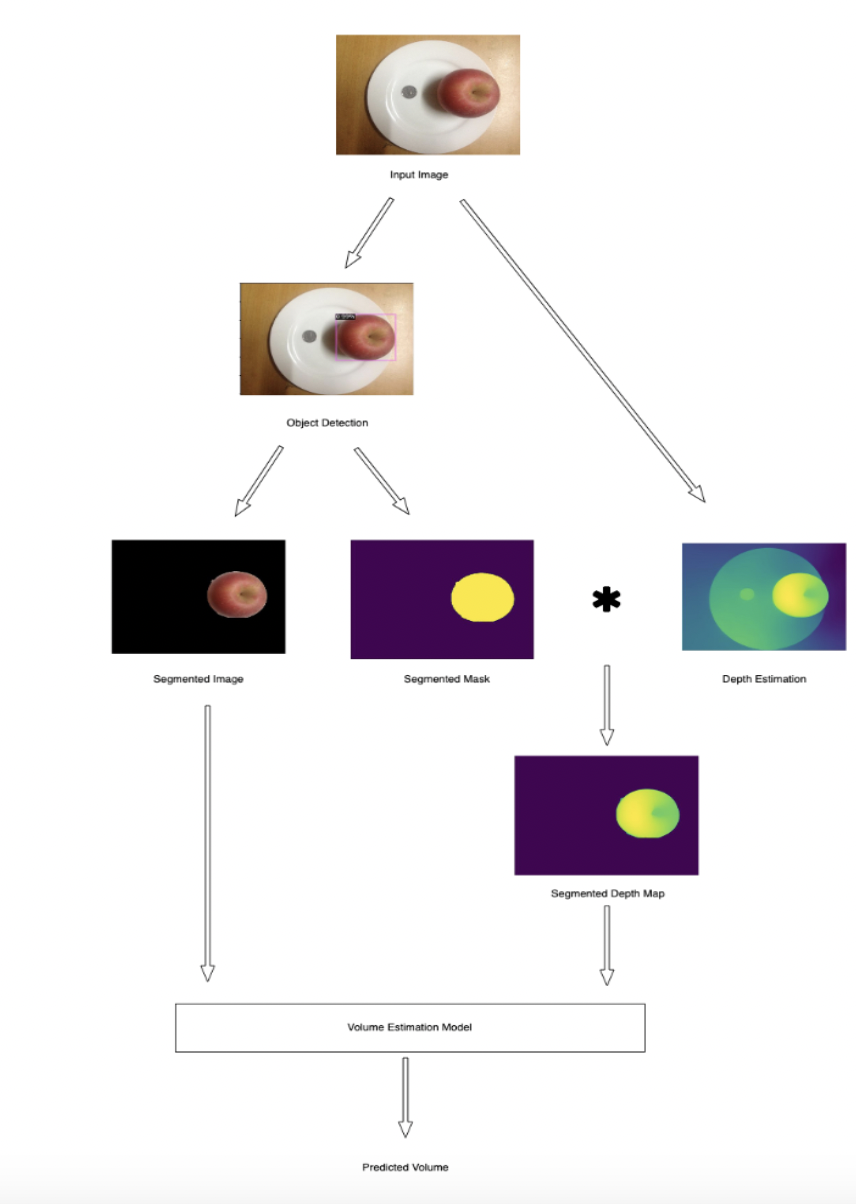 Input Image
Object Detection
Segmented Image
Segmented Mask
*
Depth Estimation
Segmented Depth Map
Volume Estimation Model
Predicted Volume